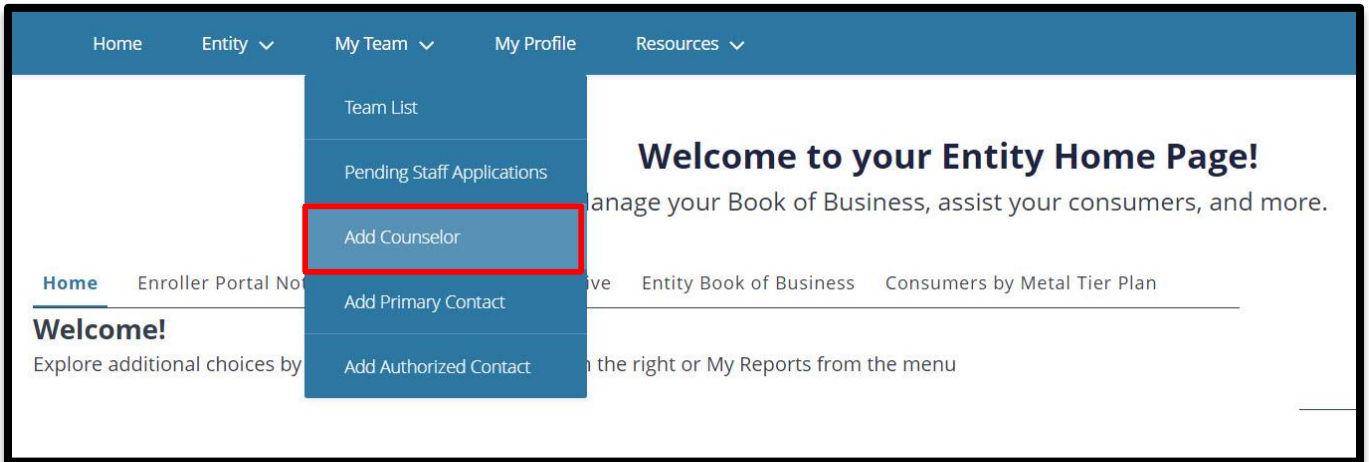 Home Entity My Team My Profile Resources
Team List
Pending Staff Applications
Add Counselor
Add Primary Contact
Add Authorized Contact
Welcome to your Entity Home Page!
your Book of Business, assist your consumers, and more.
Home Enroller Portal Entity Book of Business Consumers by Metal Tier Plan
Welcome!
Explore additional choices by the right or My Reports from the menu